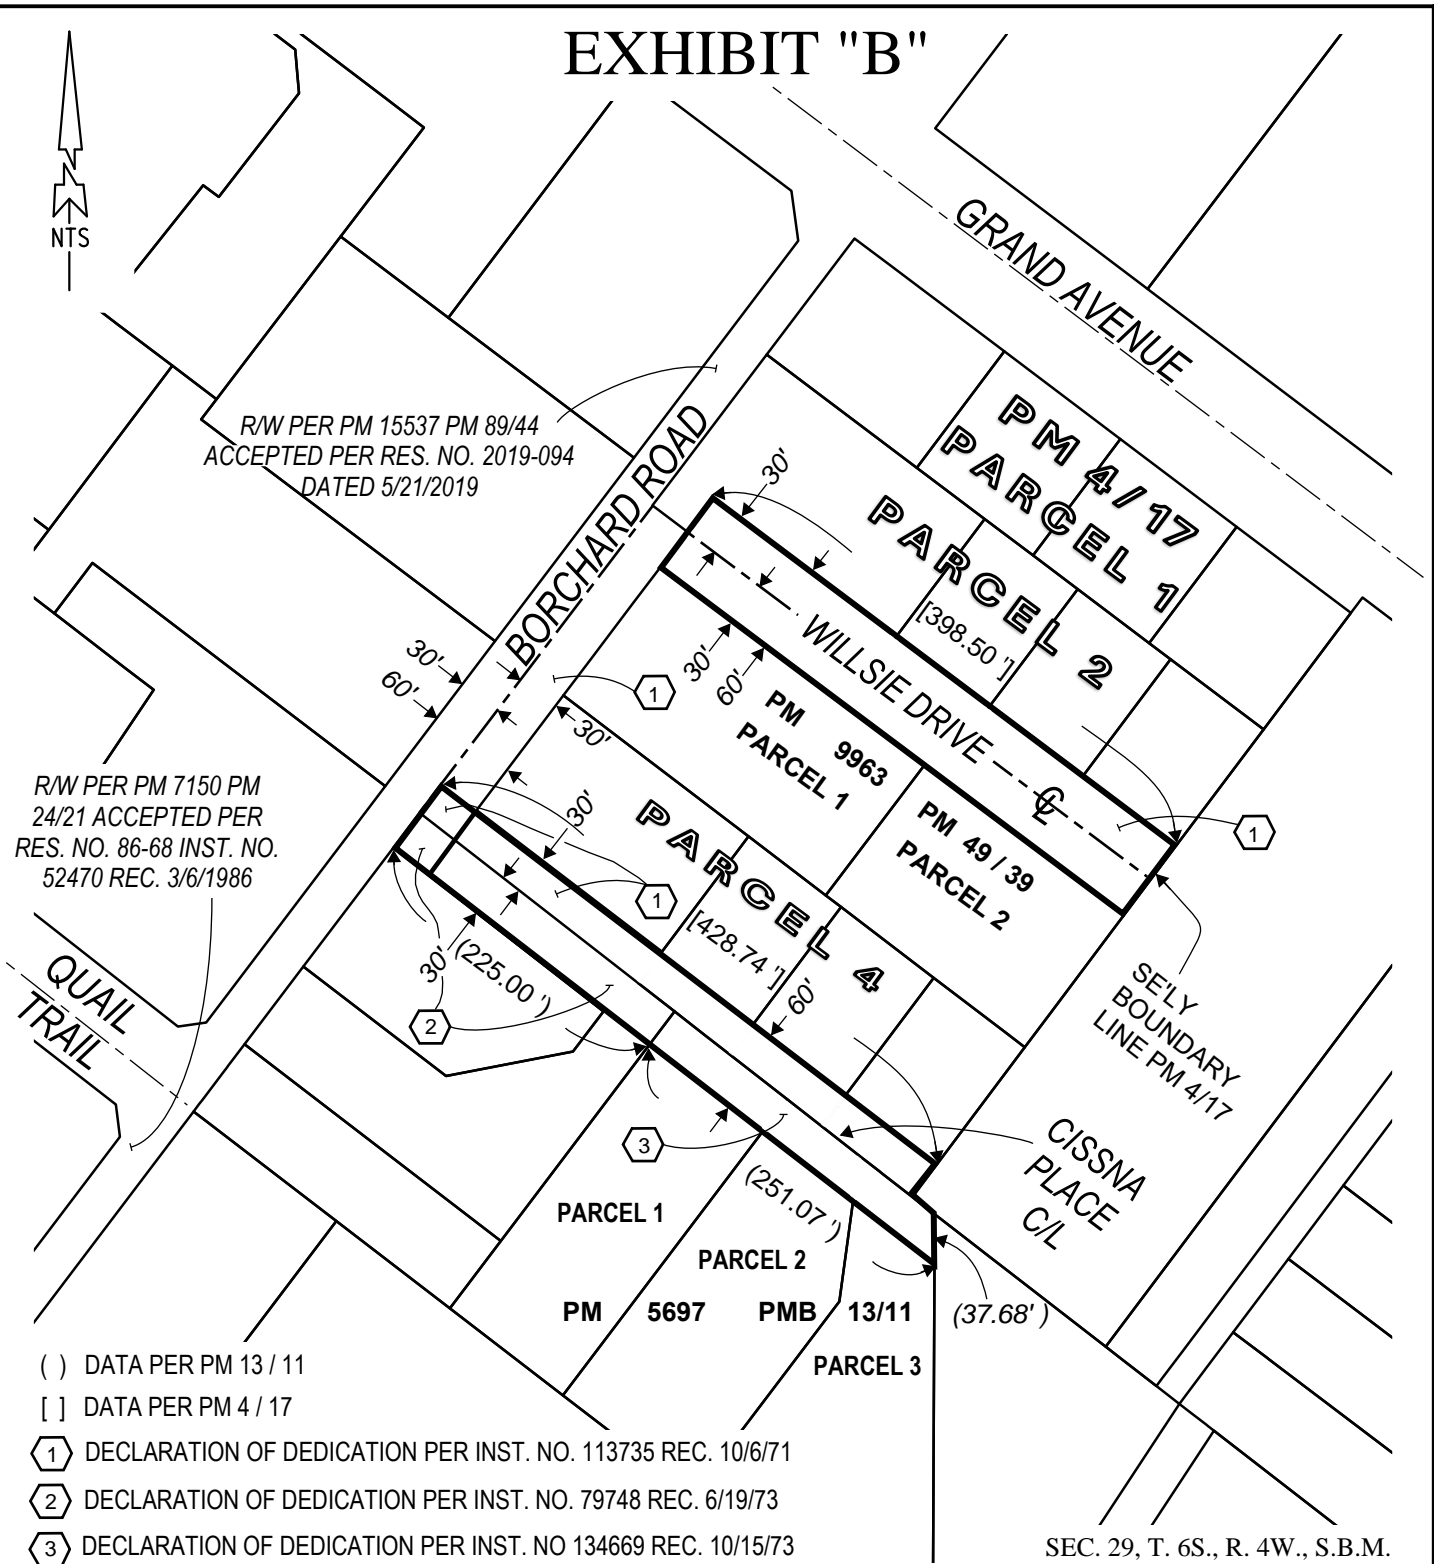 EXHIBIT "B"
N
NTS
GRAND AVENUE
R/W PER PM 15537 PM 89/44
ACCEPTED PER RES. NO. 2019-094
DATED 5/21/2019
BORCHARD ROAD
PM 4/17
PARCEL 1
PARCEL 2
[398.50 ']
30'
WILLSIE DRIVE
℄
30'
60'
30'
60'
1
PM 9963
PARCEL 1
PM 49 / 39
PARCEL 2
1
30'
R/W PER PM 7150 PM
24/21 ACCEPTED PER
RES. NO. 86-68 INST. NO.
52470 REC. 3/6/1986
30'
PARCEL 4
[428.74 ']
60'
1
30'
(225.00 ')
2
QUAIL
TRAIL
SE'LY
BOUNDARY
LINE PM 4/17
CISSNA
PLACE
C/L
3
(251.07')
(37.68' )
PARCEL 1
PARCEL 2
PM 5697 PMB 13/11
PARCEL 3
( ) DATA PER PM 13 / 11
[ ] DATA PER PM 4 / 17
1 DECLARATION OF DEDICATION PER INST. NO. 113735 REC. 10/6/71
2 DECLARATION OF DEDICATION PER INST. NO. 79748 REC. 6/19/73
3 DECLARATION OF DEDICATION PER INST. NO 134669 REC. 10/15/73
SEC. 29, T. 6S., R. 4W., S.B.M.